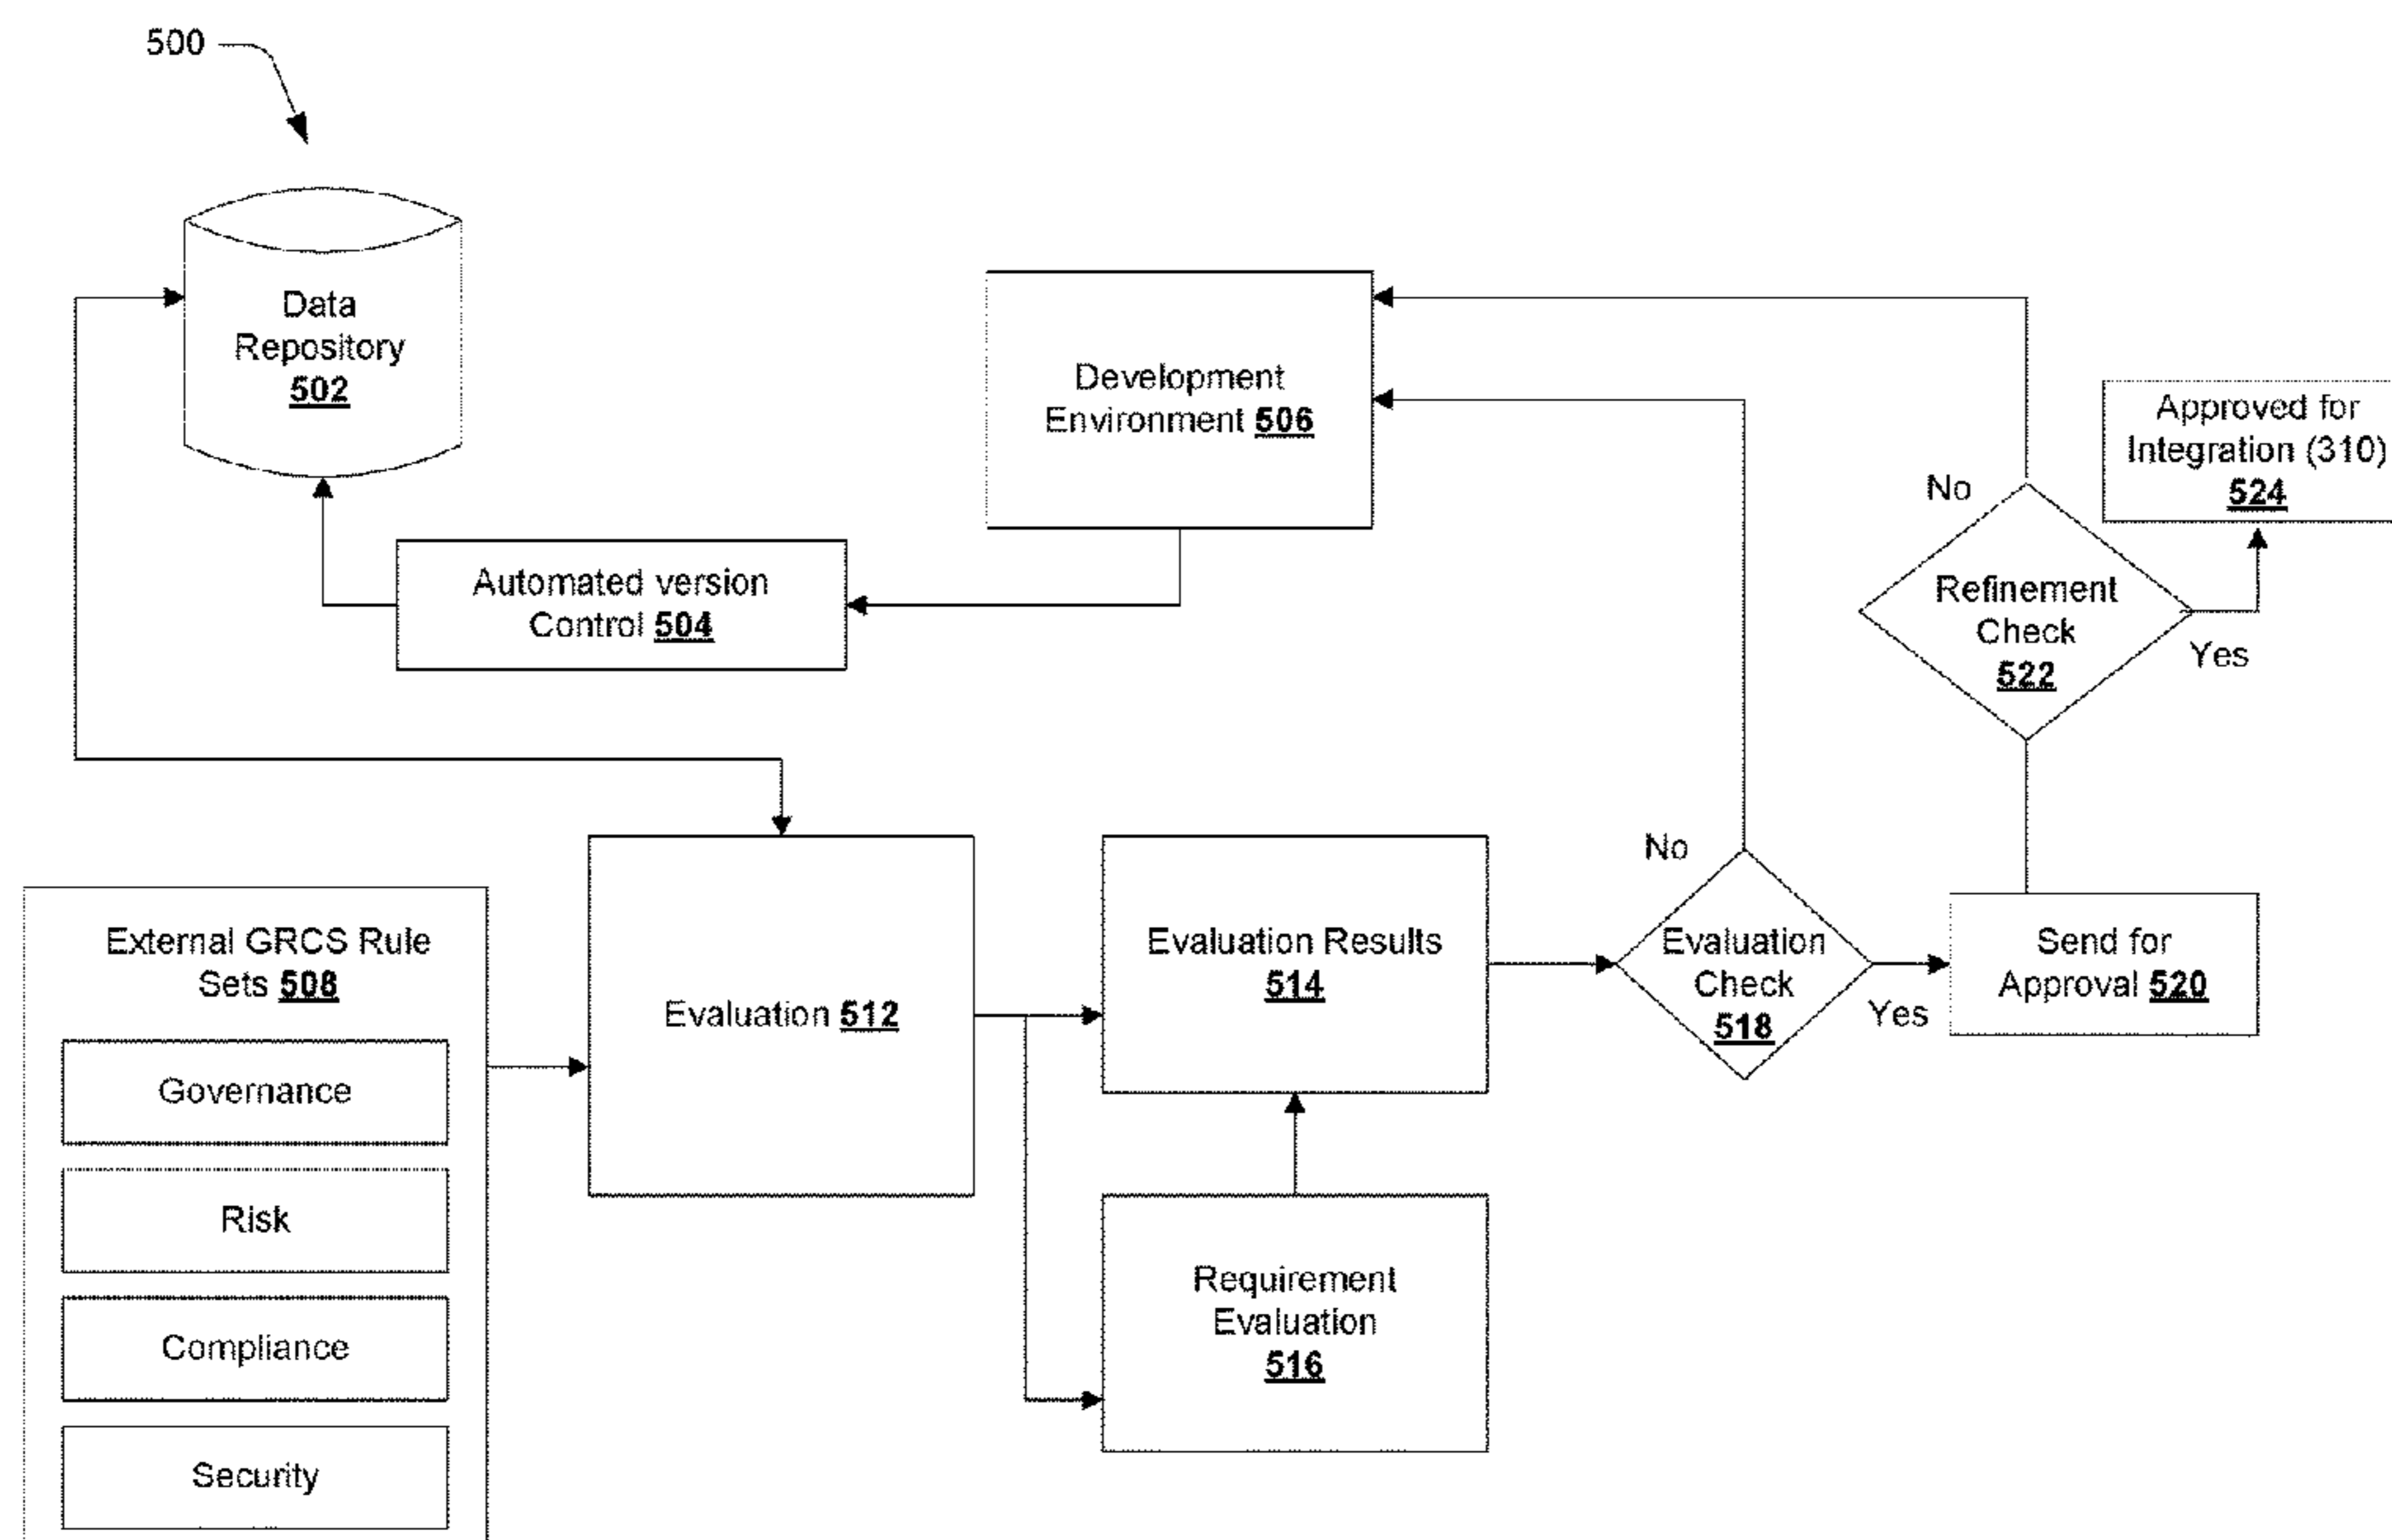 500
Data
Repository
502
Development
Environment 506
Approved for
Integration (310)
524
No
Automated version
Control 504
Refinement
Check
522
Yes
No
External GRCS Rule
Sets 508
Evaluation 512
Evaluation Results
514
Evaluation
Check
518
Yes
Send for
Approval 520
Governance
Risk
Compliance
Security
Requirement
Evaluation
516